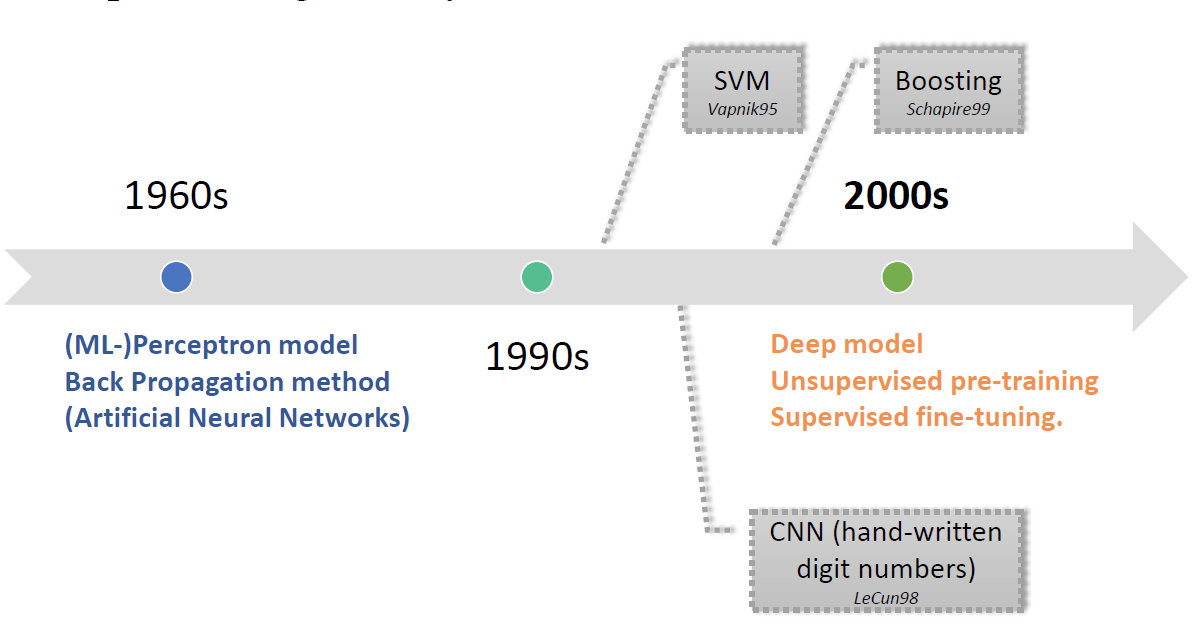 SVM
Vapnik95
Boosting
Schapire99
1960s
2000s
(ML-)Perceptron model
Back Propagation method
(Artificial Neural Networks)
1990s
Deep model
Unsupervised pre-training
Supervised fine-tuning.
CNN (hand-written
digit numbers)
LeCun98